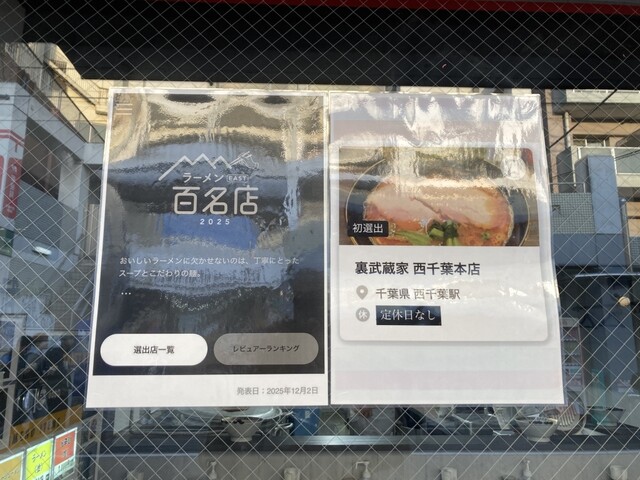 ラーメン EAST
百名店
2025
おいしいラーメンに欠かせないのは、丁寧にとった
スープとこだわりの麺。
...
選出店一覧
レビュアーランキング
発表日：2025年12月2日
初選出
裏武蔵家 西千葉本店
千葉県 西千葉駅
休 定休日なし